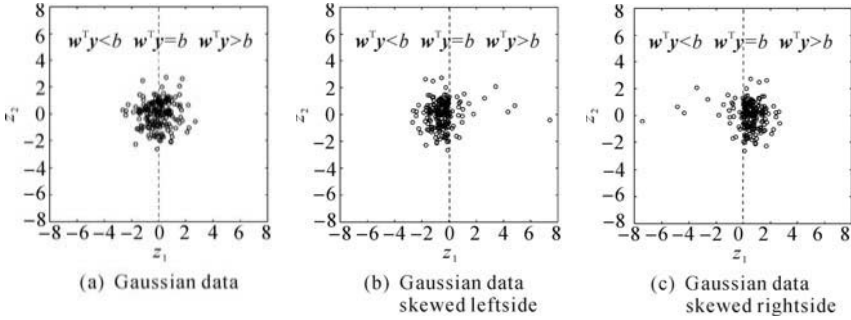 8
6
wᵀy<b wᵀy=b wᵀy>b
4
2
z₂ 0
−2
−4
−6
−8
−8 −6 −4 −2 0 2 4 6 8
z₁
(a) Gaussian data
8
6
wᵀy<b wᵀy=b wᵀy>b
4
2
z₂ 0
−2
−4
−6
−8
−8 −6 −4 −2 0 2 4 6 8
z₁
(b) Gaussian data
skewed leftside
8
6
wᵀy<b wᵀy=b wᵀy>b
4
2
z₂ 0
−2
−4
−6
−8
−8 −6 −4 −2 0 2 4 6 8
z₁
(c) Gaussian data
skewed rightside